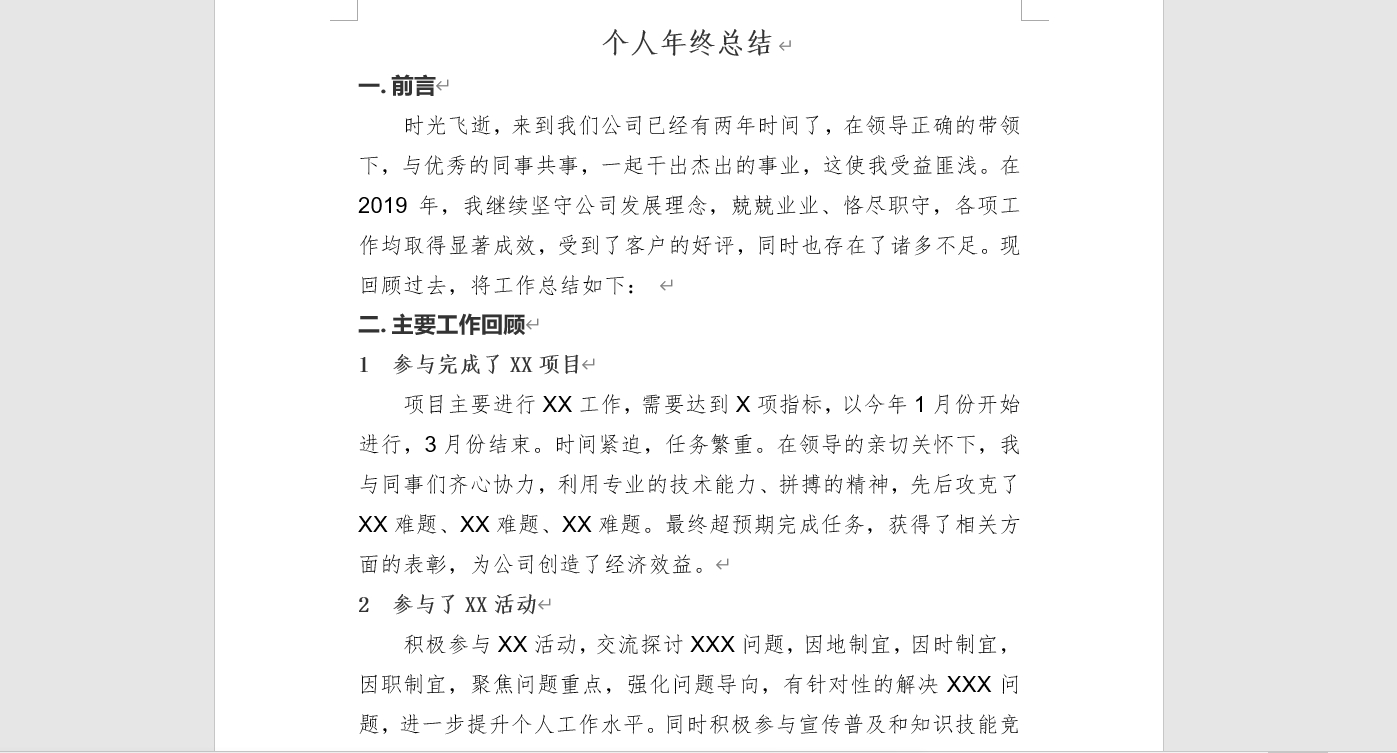 个人年终总结
一. 前言
时光飞逝，来到我们公司已经有两年时间了，在领导正确的带领
下，与优秀的同事共事，一起干出杰出的事业，这使我受益匪浅。在
2019 年，我继续坚守公司发展理念，兢兢业业、恪尽职守，各项工
作均取得显著成效，受到了客户的好评，同时也存在了诸多不足。现
回顾过去，将工作总结如下：
二. 主要工作回顾
1 参与完成了 XX 项目
项目主要进行 XX 工作，需要达到 X 项指标，以今年 1 月份开始
进行，3 月份结束。时间紧迫，任务繁重。在领导的亲切关怀下，我
与同事们齐心协力，利用专业的技术能力、拼搏的精神，先后攻克了
XX 难题、XX 难题、XX 难题。最终超预期完成任务，获得了相关方
面的表彰，为公司创造了经济效益。
2 参与了 XX 活动
积极参与 XX 活动，交流探讨 XXX 问题，因地制宜，因时制宜，
因职制宜，聚焦问题重点，强化问题导向，有针对性的解决 XXX 问
题，进一步提升个人工作水平。同时积极参与宣传普及和知识技能竞